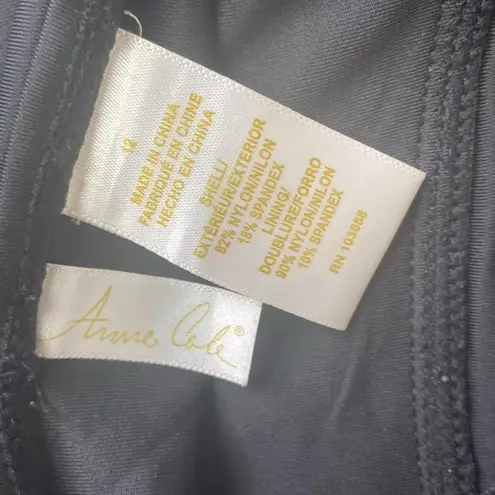 12
MADE IN CHINA
FABRIQUÉ EN CHINE
HECHO EN CHINA
SHELL/
EXTÉRIEUR/EXTERIOR
82% NYLON/NILON
18% SPANDEX
LINING/
DOUBLURE/FORRO
90% NYLON/NILON
10% SPANDEX
RN 103888
Anne Cole®